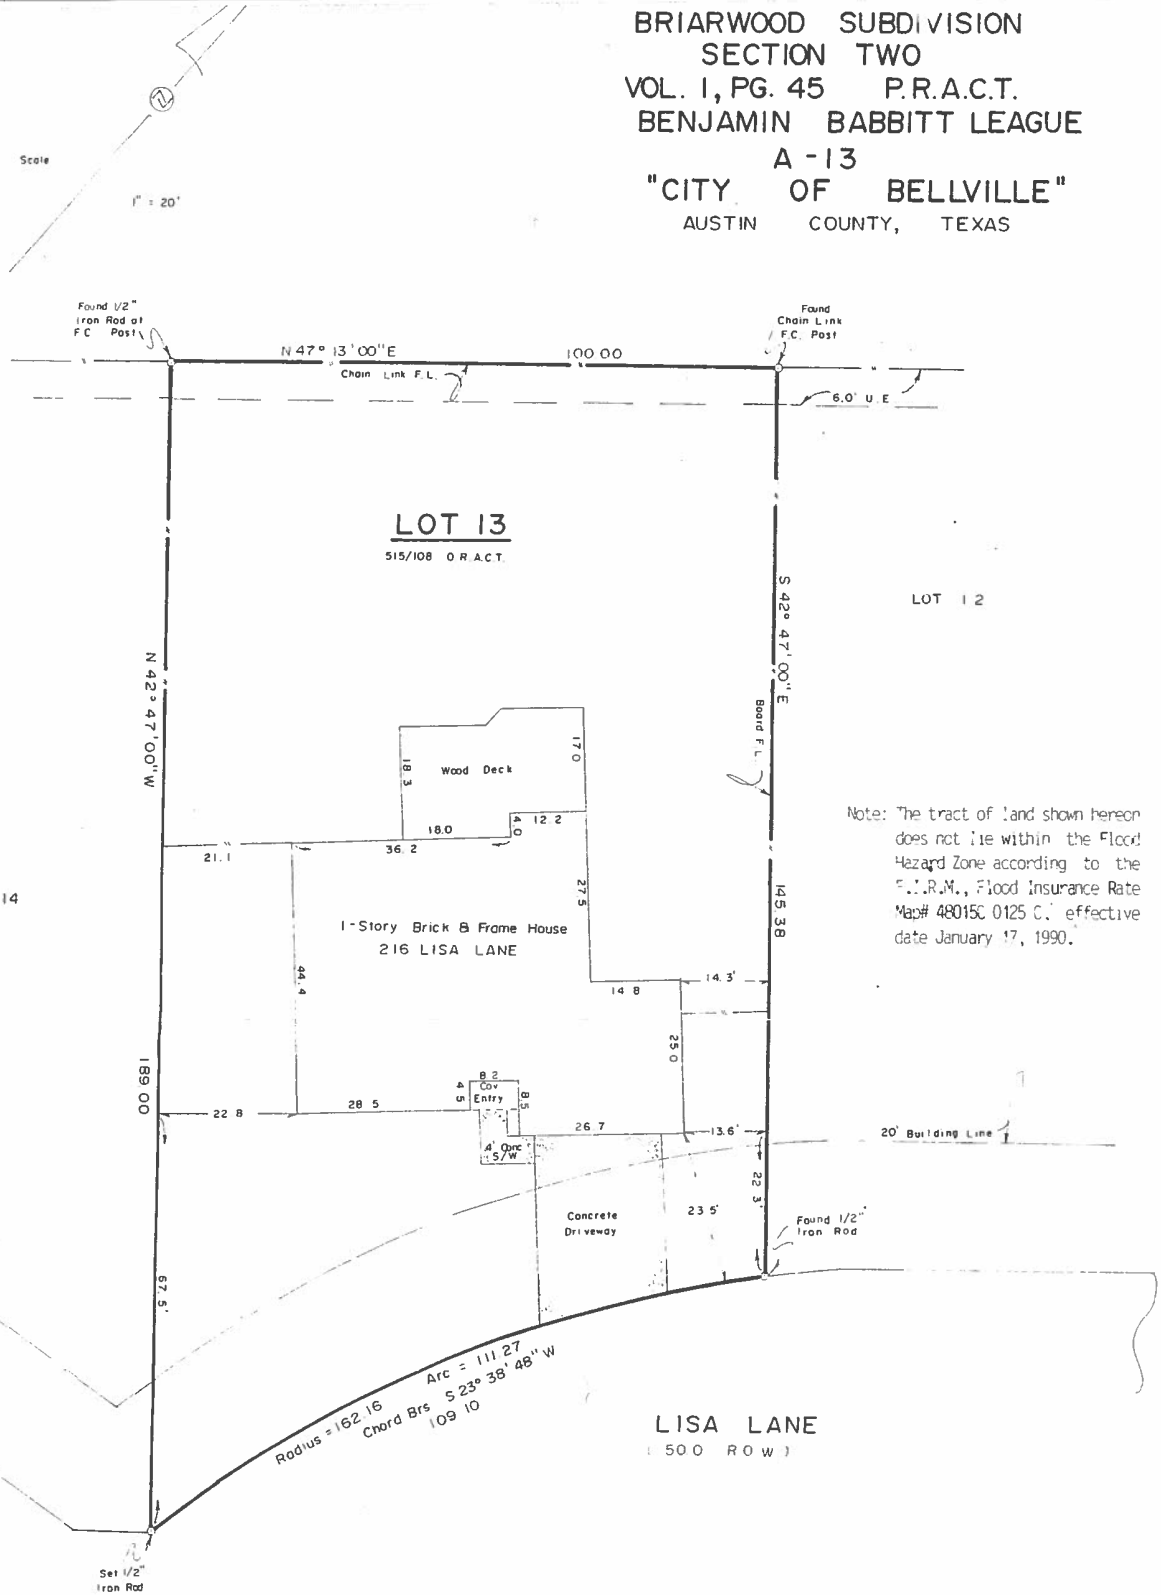 BRIARWOOD SUBDIVISION
SECTION TWO
VOL. 1, PG. 45 P.R.A.C.T.
BENJAMIN BABBITT LEAGUE
A-13
"CITY OF BELLVILLE"
AUSTIN COUNTY, TEXAS
Scale
1" = 20'
Found 1/2"
Iron Rod at
F.C. Post
Found
Chain Link
F.C. Post
N 47° 13' 00" E
100.00
Chain Link F.L.
6.0' U.E
LOT 13
515/108 O.R.A.C.T.
S 42° 47' 00" E
LOT 12
N 42° 47' 00" W
Board F.L
17.0
18.3
Wood Deck
18.0
4.0
12.2
21.1
36.2
27.5
145.38
Note: The tract of land shown hereon
does not lie within the Flood
Hazard Zone according to the
F.I.R.M., Flood Insurance Rate
Map# 48015C 0125 C, effective
date January 17, 1990.
14
1-Story Brick & Frame House
216 LISA LANE
44.4
14.8
14.3'
25.0
189.00
8.2
4.5
Cov
Entry
8.5
22.8
28.5
26.7
13.6'
20' Building Line
4' Conc
S/W
22.3'
Concrete
Driveway
23.5'
Found 1/2"
Iron Rod
67.5'
Arc = 111.27
Radius = 162.16
Chord Brs S 23° 38' 48" W
109.10
LISA LANE
(50.0 R O W)
Set 1/2"
Iron Rod